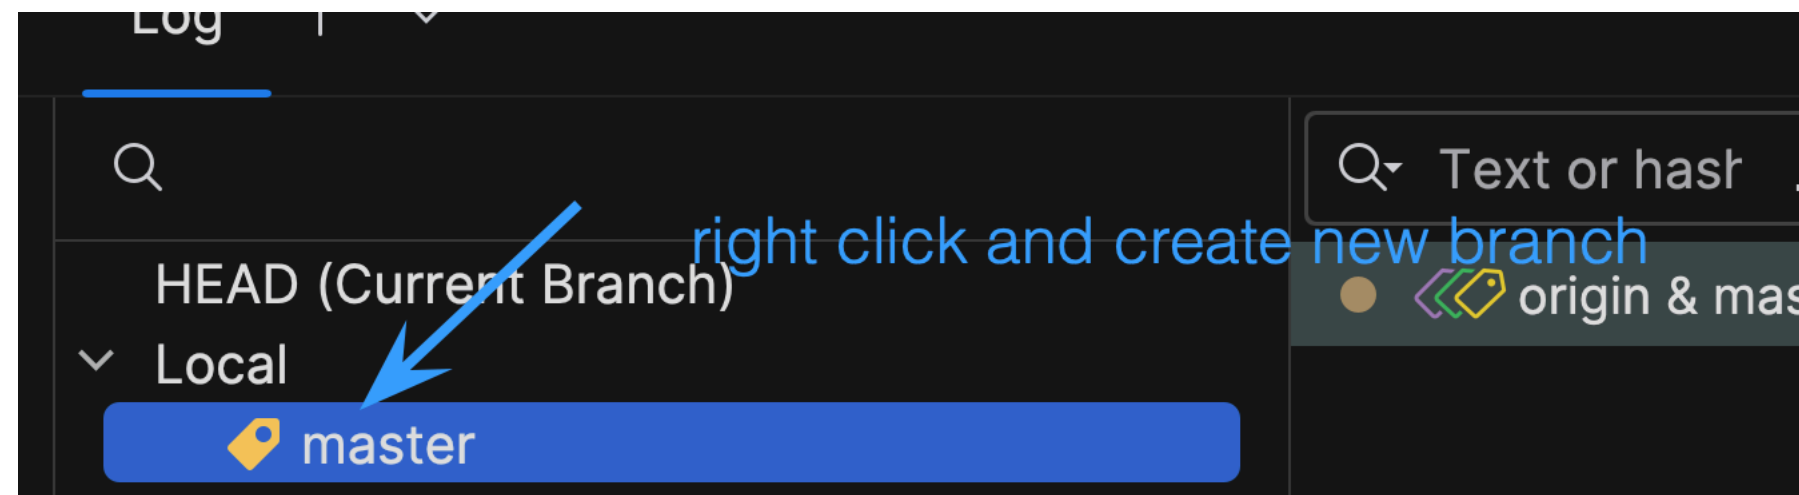 Log
Text or hash
right click and create new branch
HEAD (Current Branch)
origin & mas
Local
master